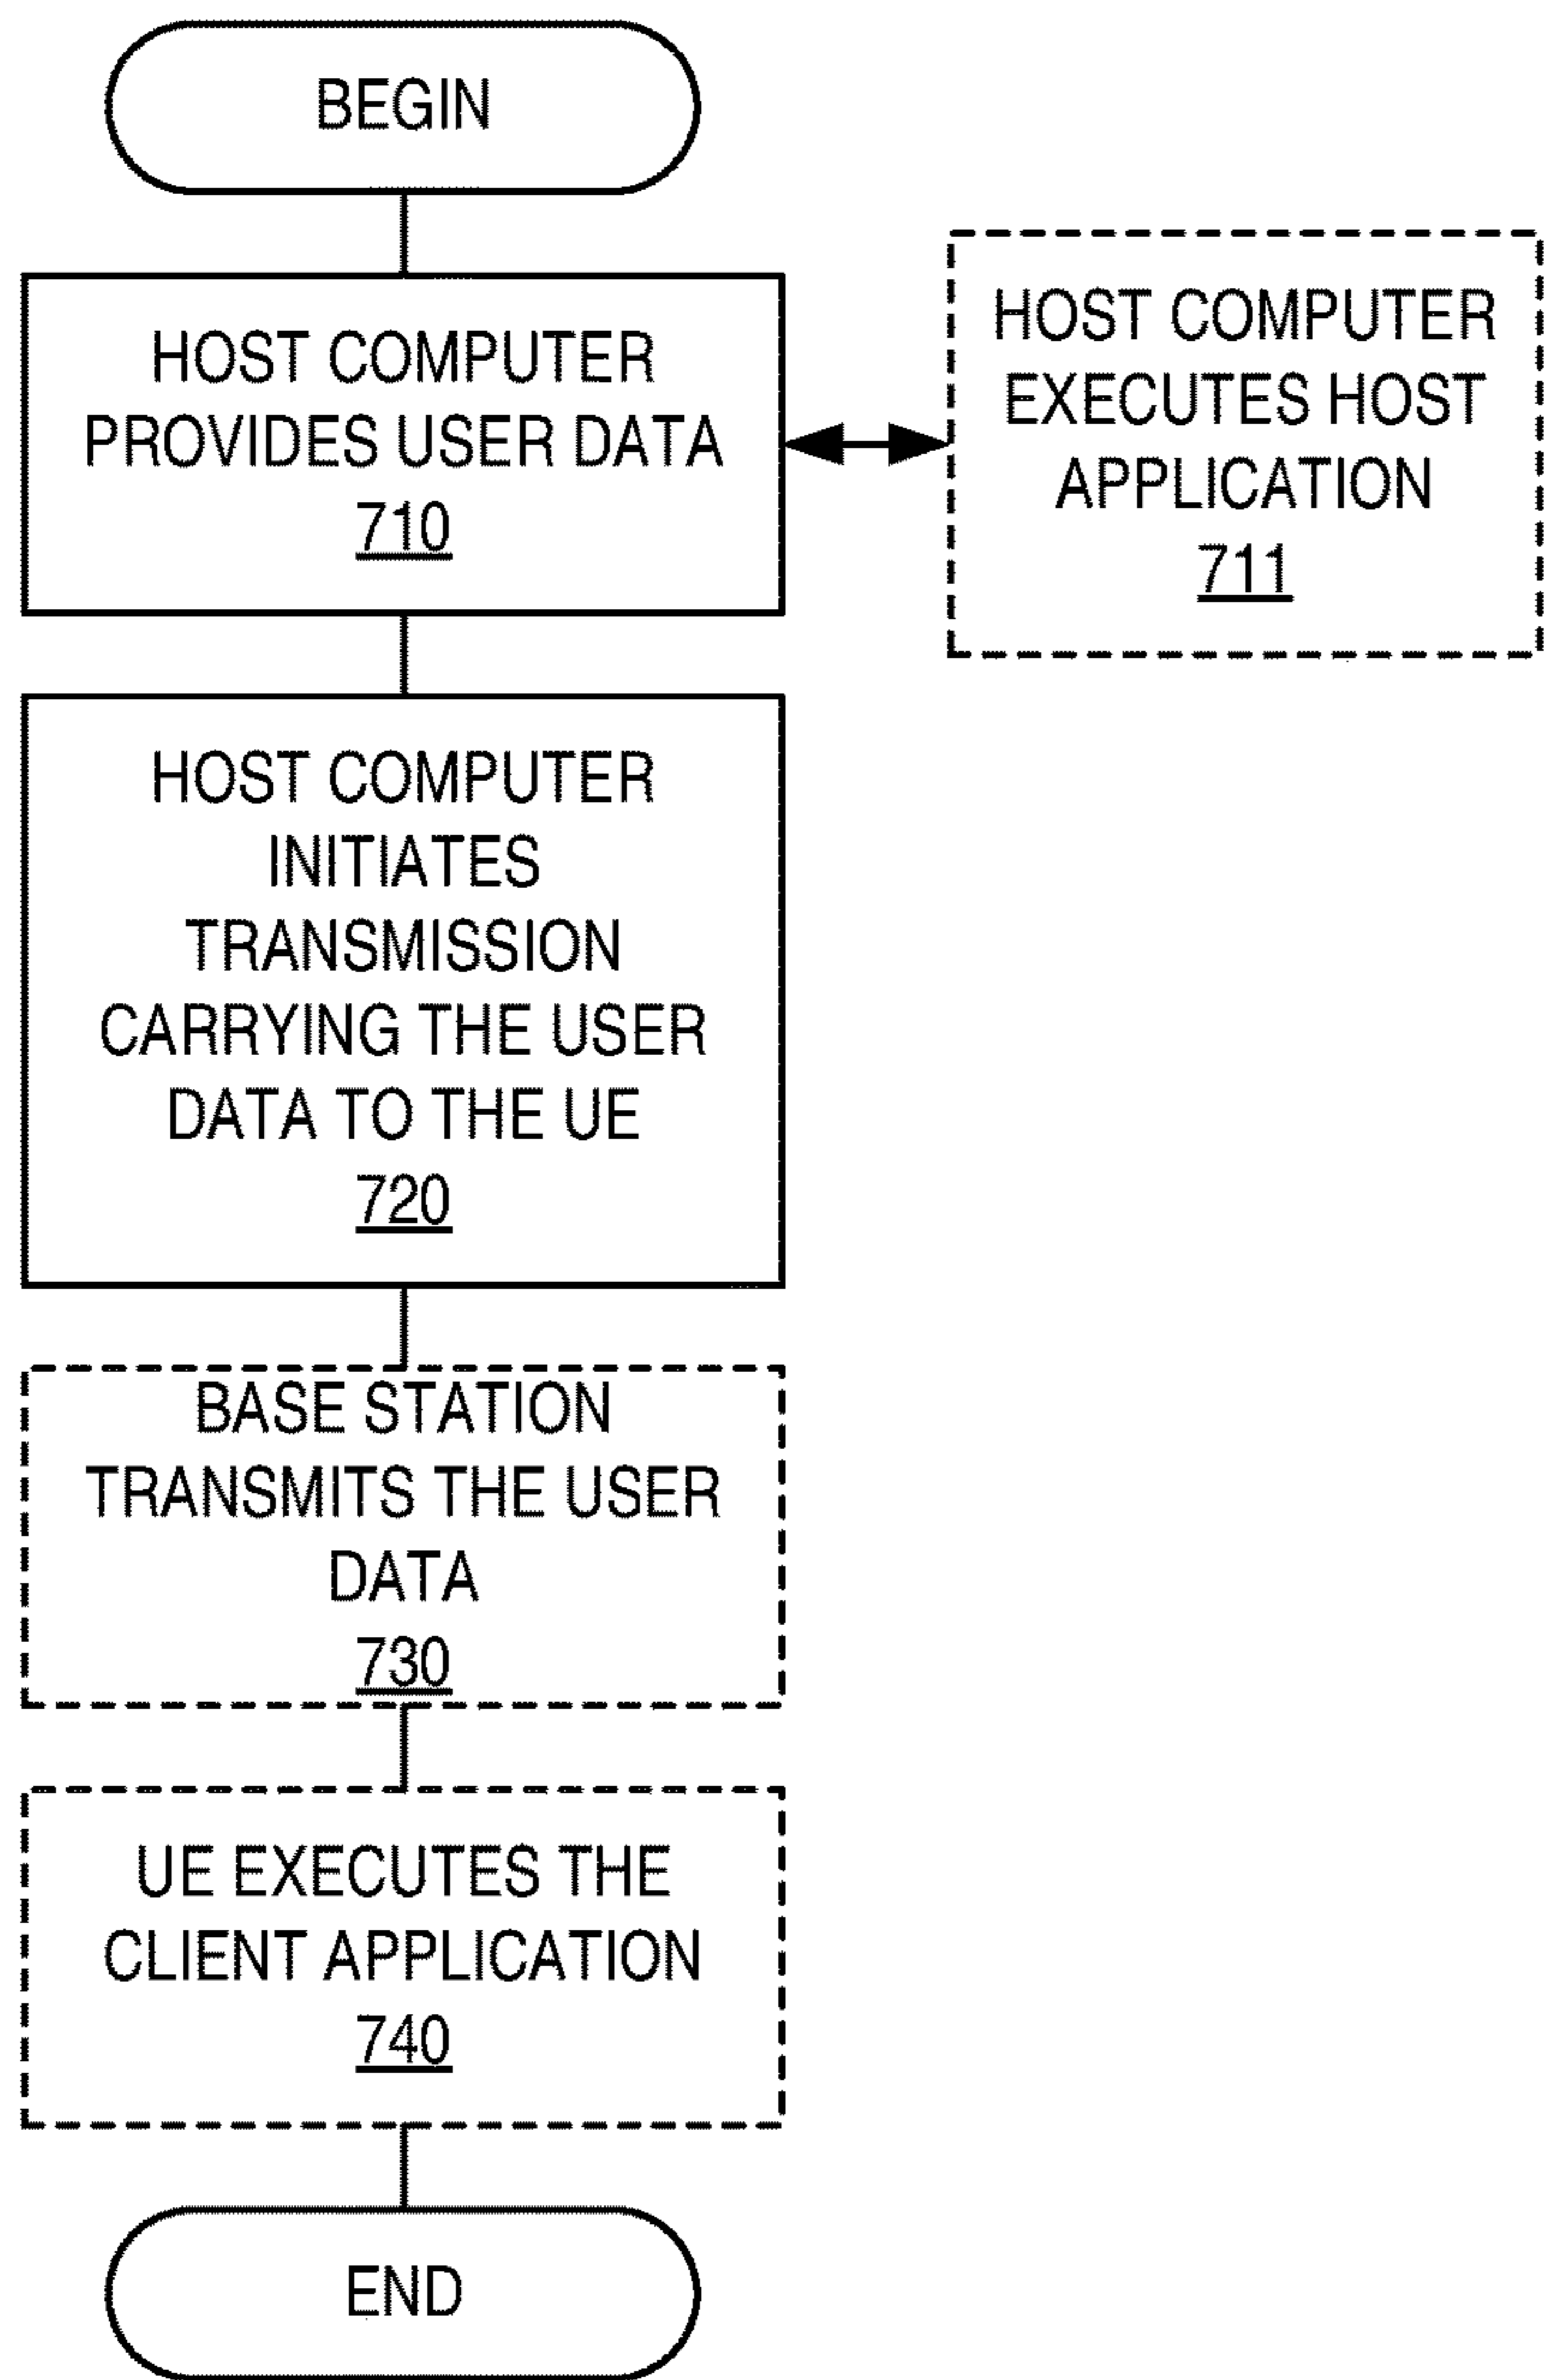 BEGIN
HOST COMPUTER
PROVIDES USER DATA
710
HOST COMPUTER
EXECUTES HOST
APPLICATION
711
HOST COMPUTER
INITIATES
TRANSMISSION
CARRYING THE USER
DATA TO THE UE
720
BASE STATION
TRANSMITS THE USER
DATA
730
UE EXECUTES THE
CLIENT APPLICATION
740
END